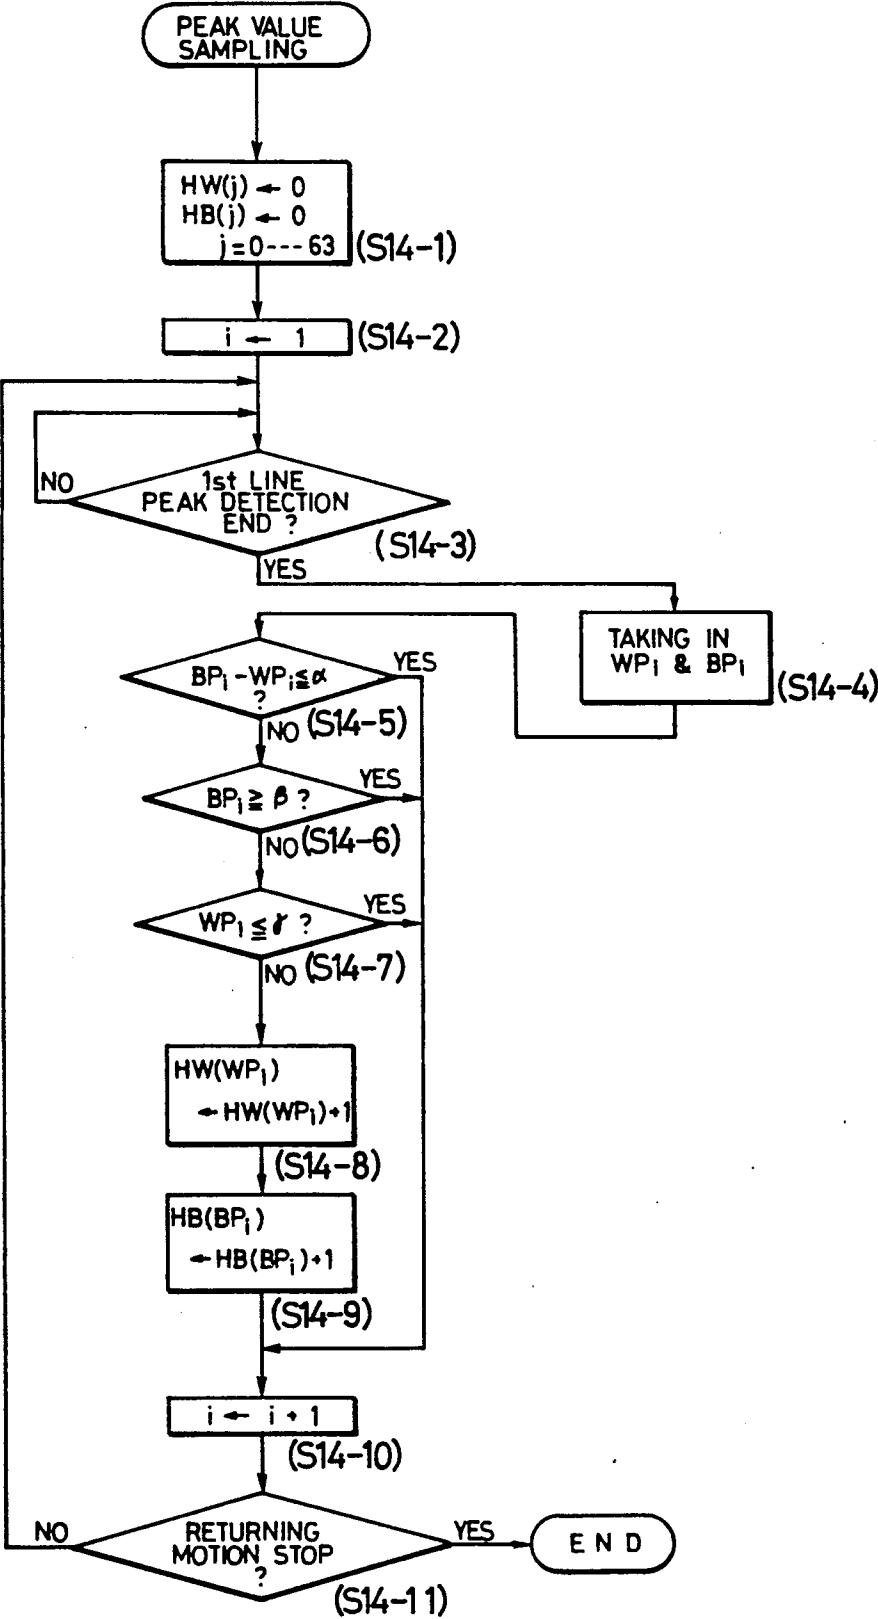 PEAK VALUE
SAMPLING
HW(j) ← 0
HB(j) ← 0
j=0---63
(S14-1)
i ← 1
(S14-2)
NO
1st LINE
PEAK DETECTION
END ?
(S14-3)
YES
TAKING IN
WPi & BPi
(S14-4)
BPi-WPi≦α
?
YES
NO
(S14-5)
BPi≧β?
YES
NO
(S14-6)
WPi≦γ?
YES
NO
(S14-7)
HW(WPi)
←HW(WPi)+1
(S14-8)
HB(BPi)
←HB(BPi)+1
(S14-9)
i ← i + 1
(S14-10)
NO
RETURNING
MOTION STOP
?
YES
END
(S14-11)